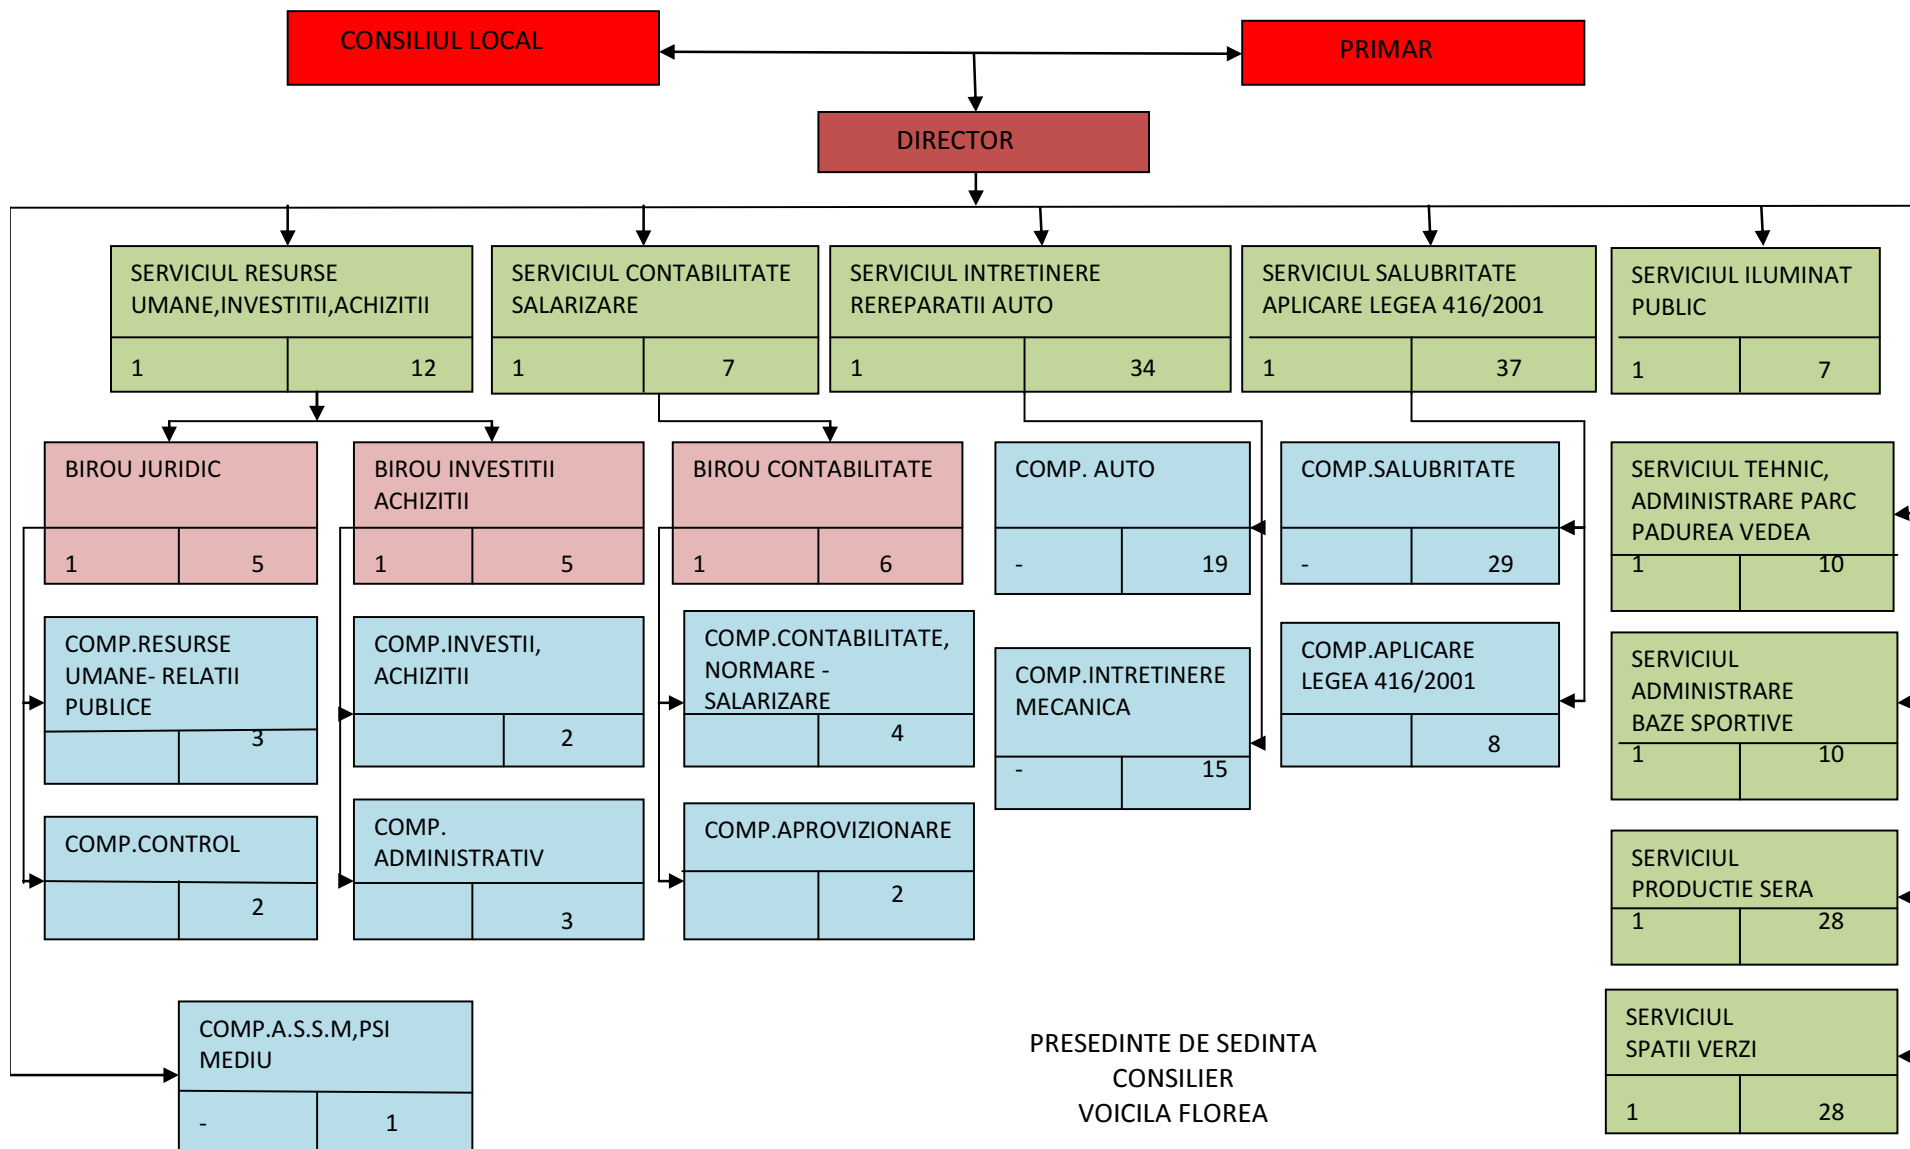 CONSILIUL LOCAL
PRIMAR
DIRECTOR
SERVICIUL RESURSE
UMANE,INVESTITII,ACHIZITII
1 12
SERVICIUL CONTABILITATE
SALARIZARE
1 7
SERVICIUL INTRETINERE
REREPARATII AUTO
1 34
SERVICIUL SALUBRITATE
APLICARE LEGEA 416/2001
1 37
SERVICIUL ILUMINAT
PUBLIC
1 7
BIROU JURIDIC
1 5
BIROU INVESTITII
ACHIZITII
1 5
BIROU CONTABILITATE
1 6
COMP. AUTO
- 19
COMP.SALUBRITATE
- 29
SERVICIUL TEHNIC,
ADMINISTRARE PARC
PADUREA VEDEA
1 10
COMP.RESURSE
UMANE- RELATII
PUBLICE
3
COMP.INVESTII,
ACHIZITII
2
COMP.CONTABILITATE,
NORMARE -
SALARIZARE
4
COMP.INTRETINERE
MECANICA
- 15
COMP.APLICARE
LEGEA 416/2001
8
SERVICIUL
ADMINISTRARE
BAZE SPORTIVE
1 10
COMP.CONTROL
2
COMP.
ADMINISTRATIV
3
COMP.APROVIZIONARE
2
SERVICIUL
PRODUCTIE SERA
1 28
COMP.A.S.S.M,PSI
MEDIU
- 1
PRESEDINTE DE SEDINTA
CONSILIER
VOICILA FLOREA
SERVICIUL
SPATII VERZI
1 28